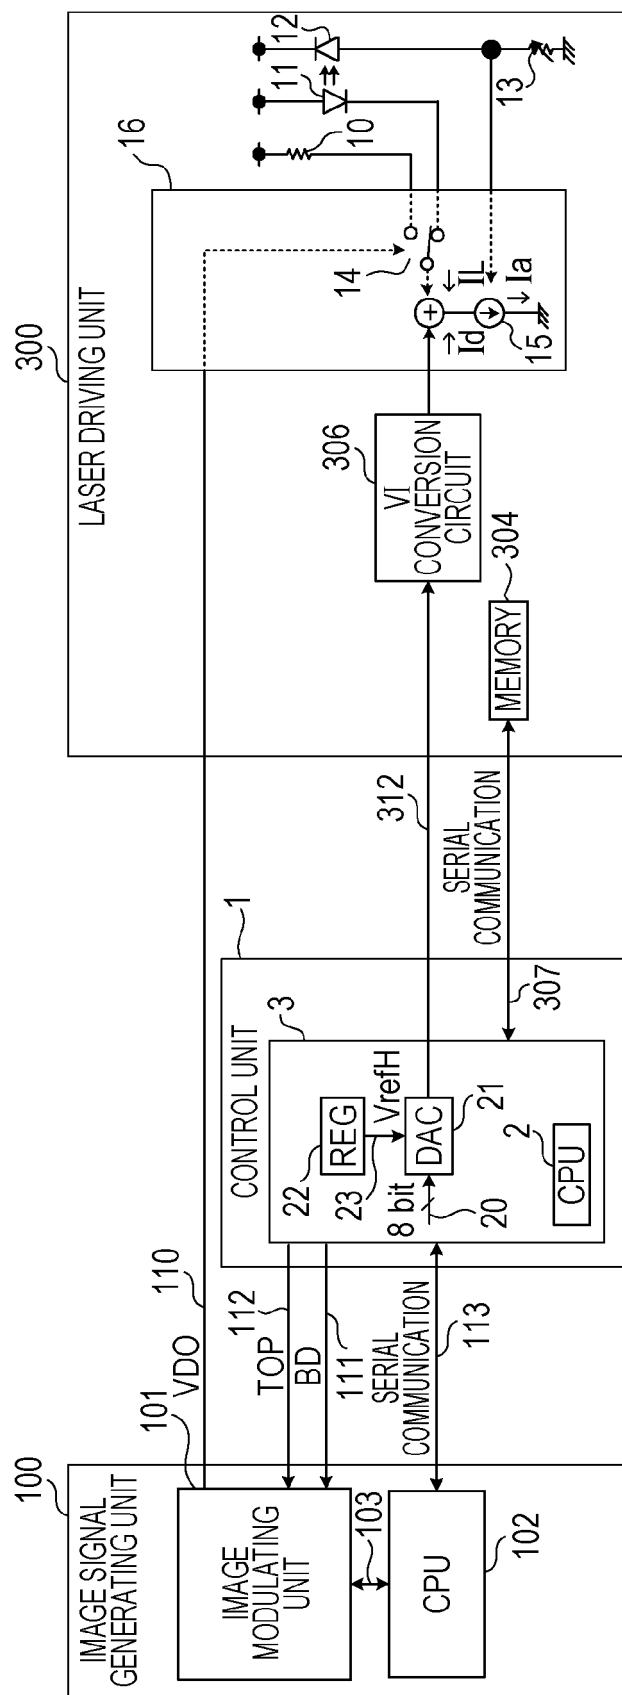 100
IMAGE SIGNAL
GENERATING UNIT
101
IMAGE
MODULATING
UNIT
103
CPU
102
110
VDO
112
TOP
BD
111
SERIAL
COMMUNICATION
113
1
CONTROL UNIT
3
22
REG
23
VrefH
8 bit
20
DAC
21
2
CPU
312
SERIAL
COMMUNICATION
307
300
LASER DRIVING UNIT
306
VI
CONVERSION
CIRCUIT
304
MEMORY
16
14
Id
IL
15
Ia
10
11
12
13